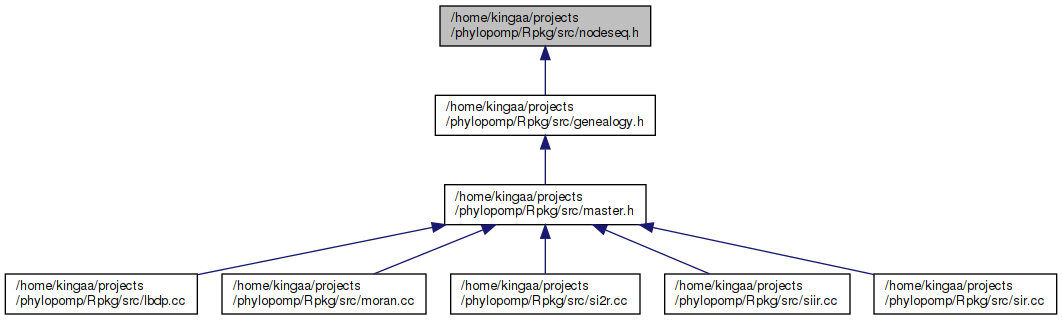 /home/kingaa/projects
/phylopomp/Rpkg/src/nodeseq.h
/home/kingaa/projects
/phylopomp/Rpkg/src/genealogy.h
/home/kingaa/projects
/phylopomp/Rpkg/src/master.h
/home/kingaa/projects
/phylopomp/Rpkg/src/lbdp.cc
/home/kingaa/projects
/phylopomp/Rpkg/src/moran.cc
/home/kingaa/projects
/phylopomp/Rpkg/src/si2r.cc
/home/kingaa/projects
/phylopomp/Rpkg/src/siir.cc
/home/kingaa/projects
/phylopomp/Rpkg/src/sir.cc